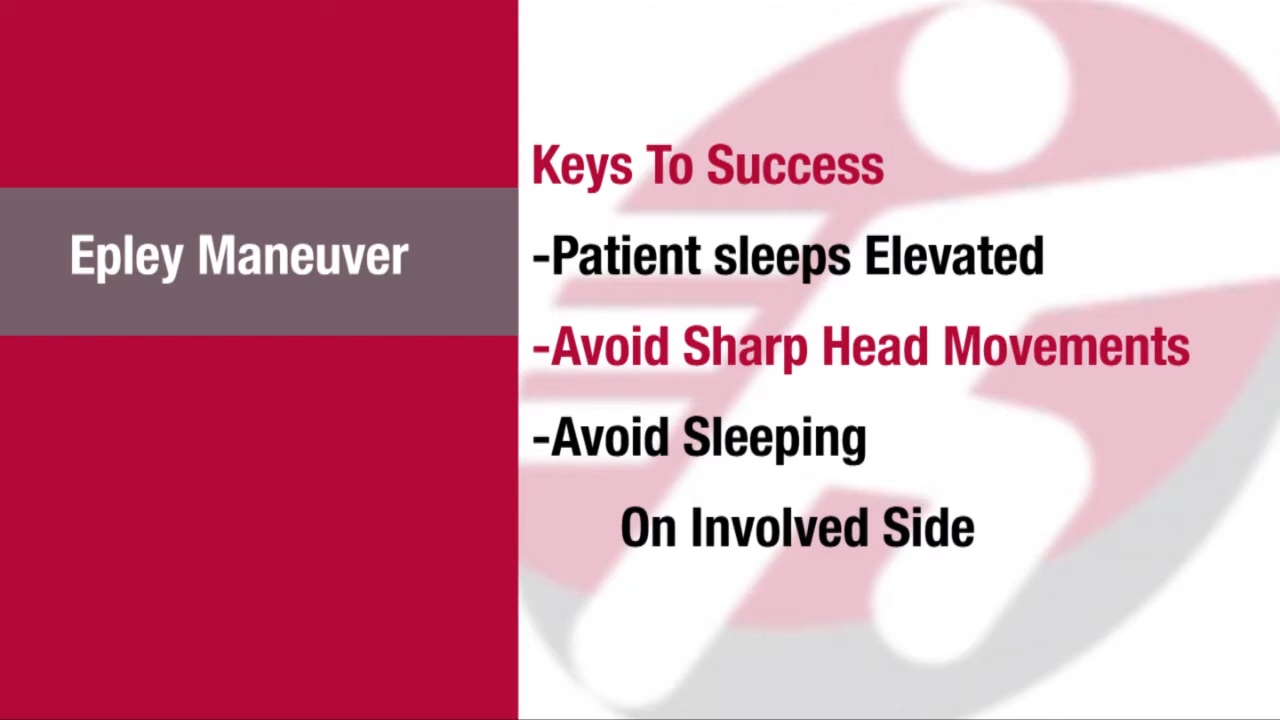 Epley Maneuver
Keys To Success
-Patient sleeps Elevated
-Avoid Sharp Head Movements
-Avoid Sleeping
On Involved Side